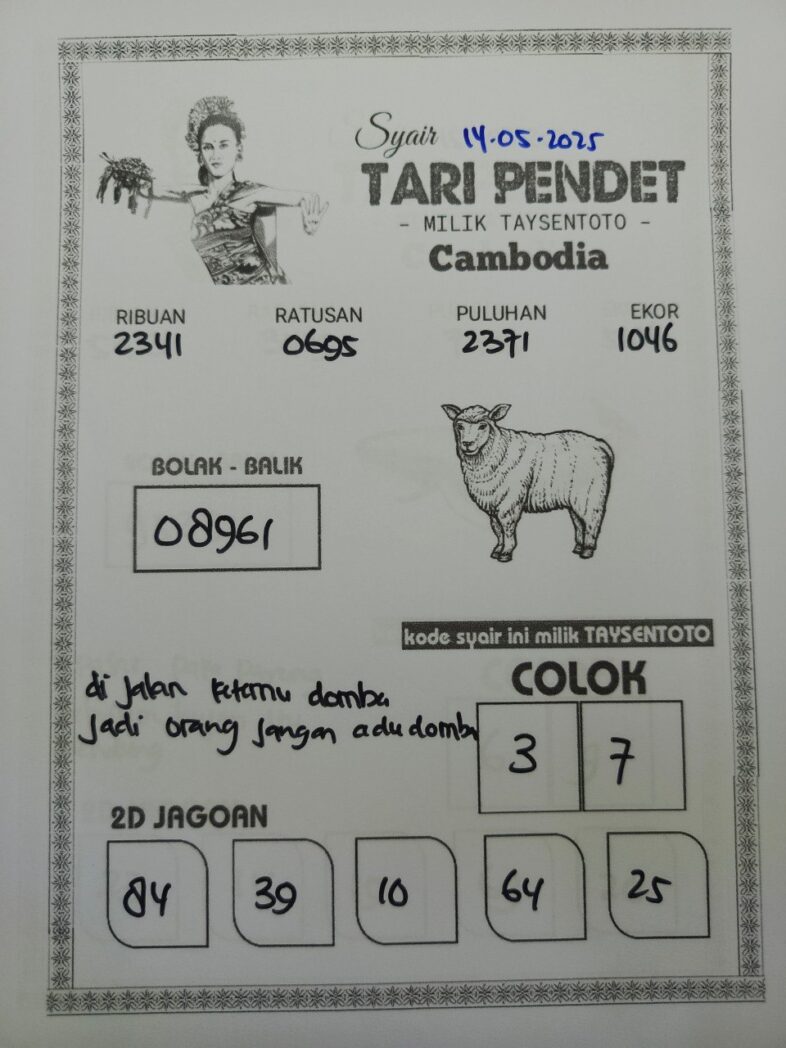 Syair 14.05.2025
TARI PENDET
- MILIK TAYSENTOTO -
Cambodia
RIBUAN RATUSAN PULUHAN EKOR
2341 0695 2371 1046
BOLAK - BALIK
08961
kode syair ini milik TAYSENTOTO
COLOK
di jalan ketemu domba
Jadi orang jangan adu domba
3 7
2D JAGOAN
84 39 10 64 25